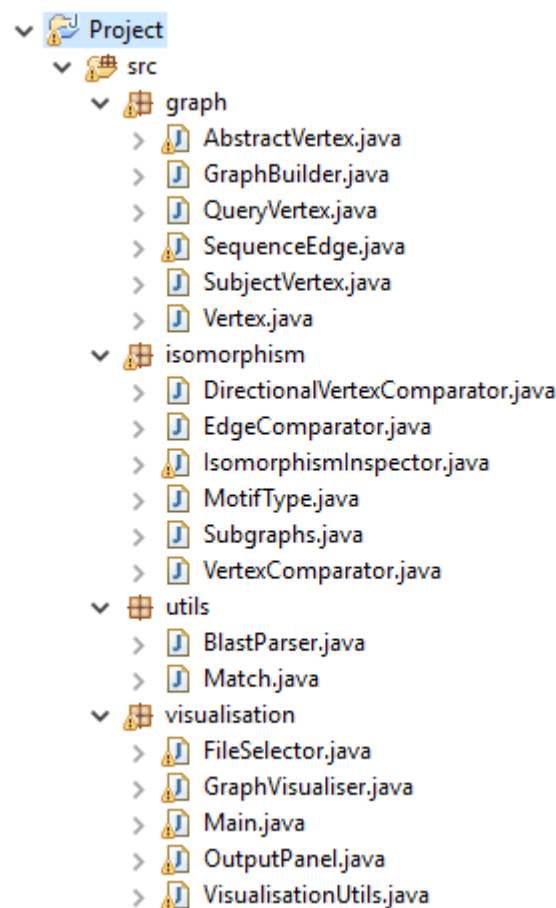 Project
src
graph
AbstractVertex.java
GraphBuilder.java
QueryVertex.java
SequenceEdge.java
SubjectVertex.java
Vertex.java
isomorphism
DirectionalVertexComparator.java
EdgeComparator.java
IsomorphismInspector.java
MotifType.java
Subgraphs.java
VertexComparator.java
utils
BlastParser.java
Match.java
visualisation
FileSelector.java
GraphVisualiser.java
Main.java
OutputPanel.java
VisualisationUtils.java